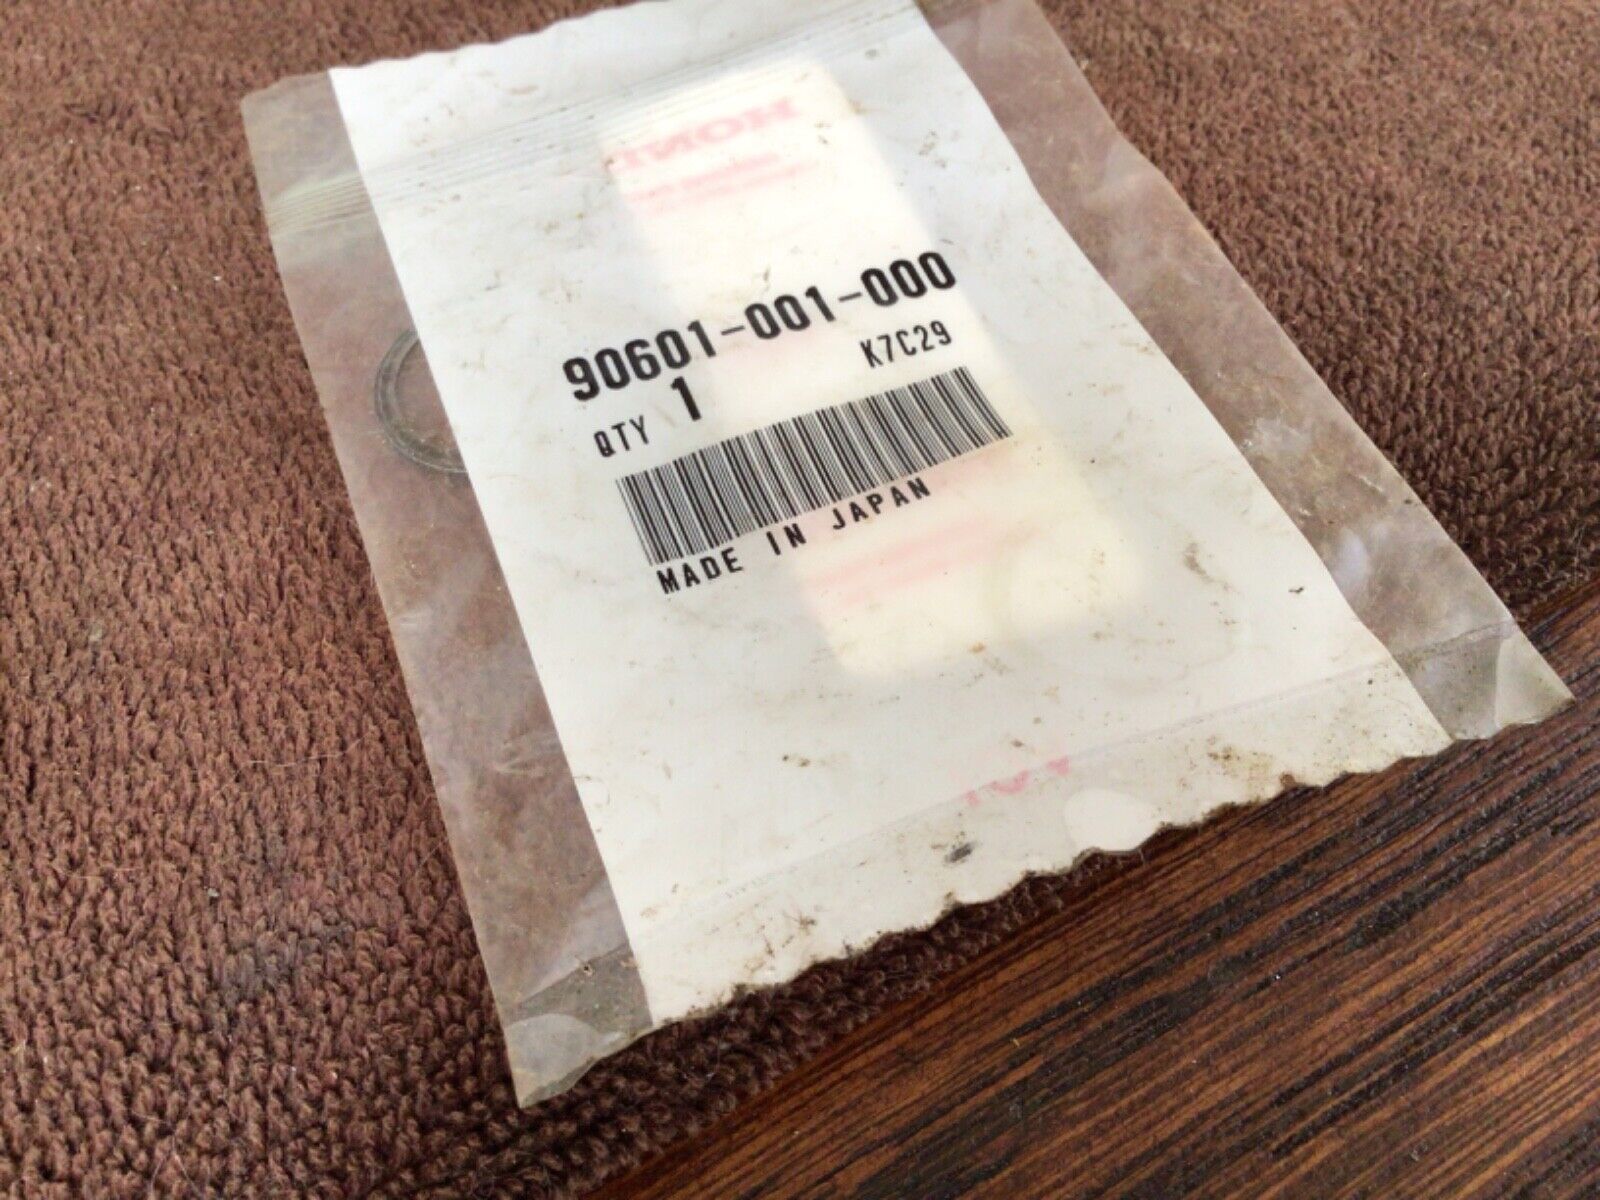 90601-001-000
K7C29
QTY 1
MADE IN JAPAN